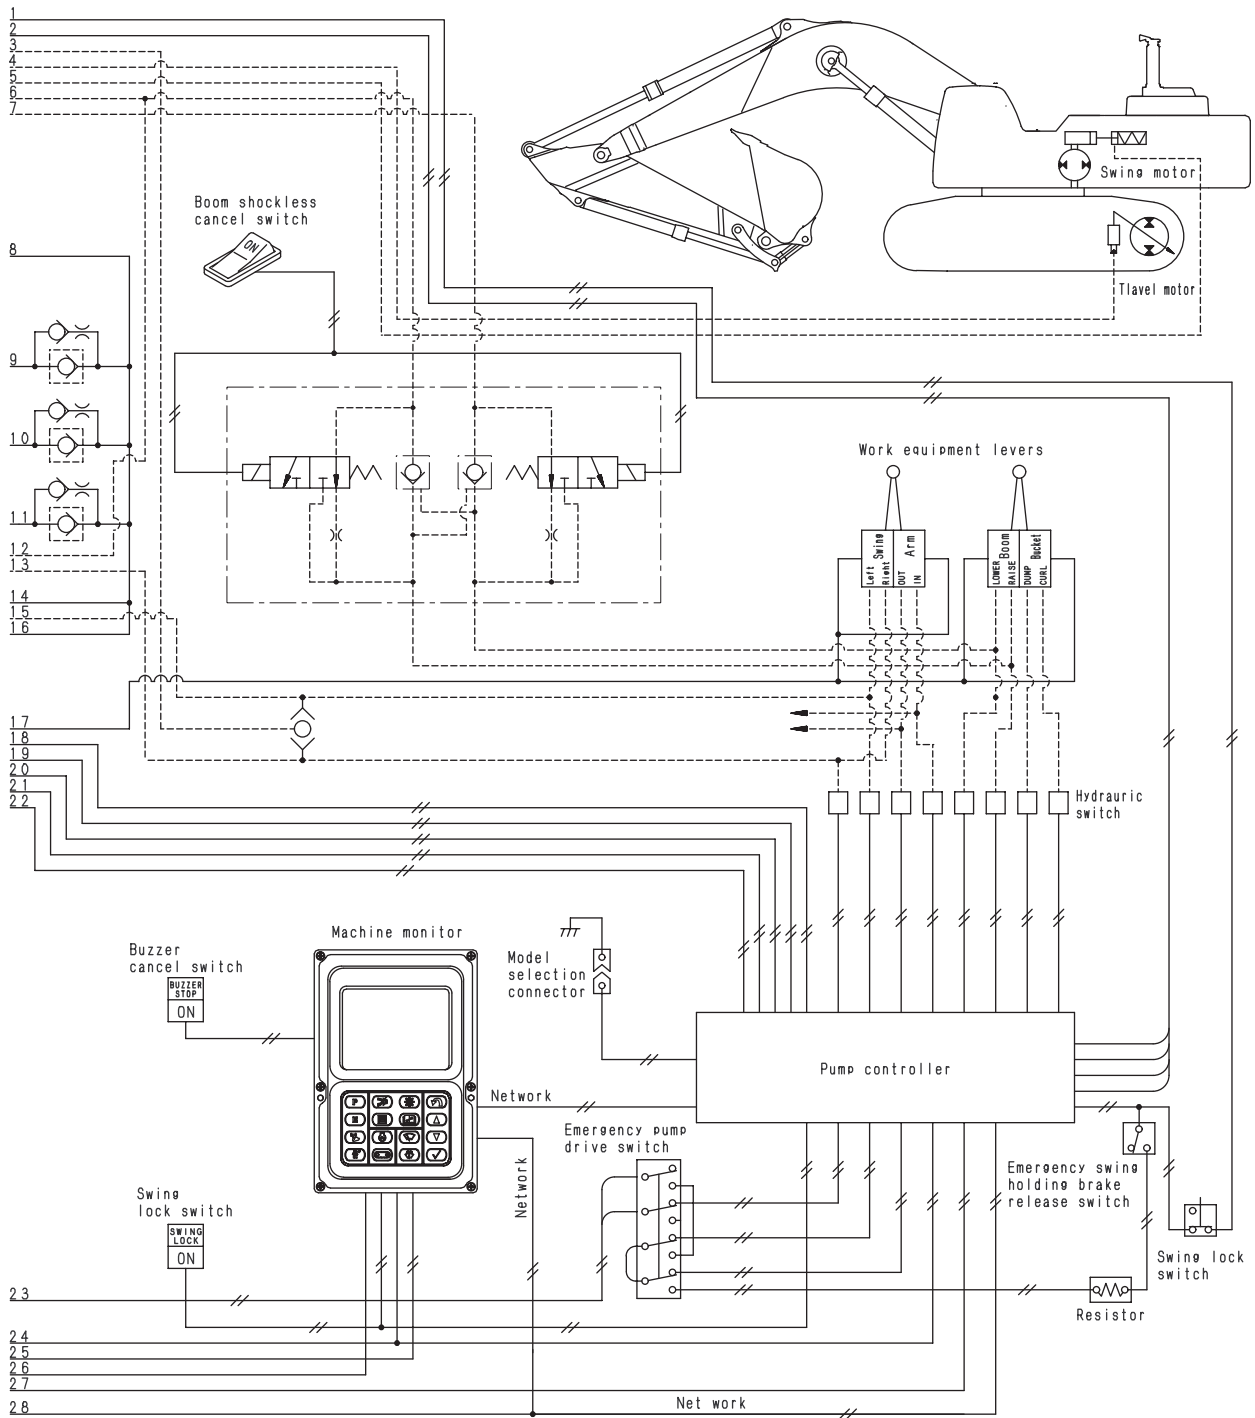 1
2
3
4
5
6
7
Swing motor
Boom shockless
cancel switch
ON
8
Tlavel motor
9
10
11
12
13
14
15
16
Work equipment levers
Swing
Arm
Left
Right
OUT
IN
Boom
Bucket
LOWER
RAISE
DUMP
CURL
17
18
19
20
21
22
Hydrauric
switch
Machine monitor
Buzzer
cancel switch
BUZZER
STOP
ON
Model
selection
connector
Pump controller
Network
Network
Emergency pump
drive switch
Emergency swing
holding brake
release switch
Swing
lock switch
SWING
LOCK
ON
Swing lock
switch
Resistor
23
24
25
26
27
28
Net work